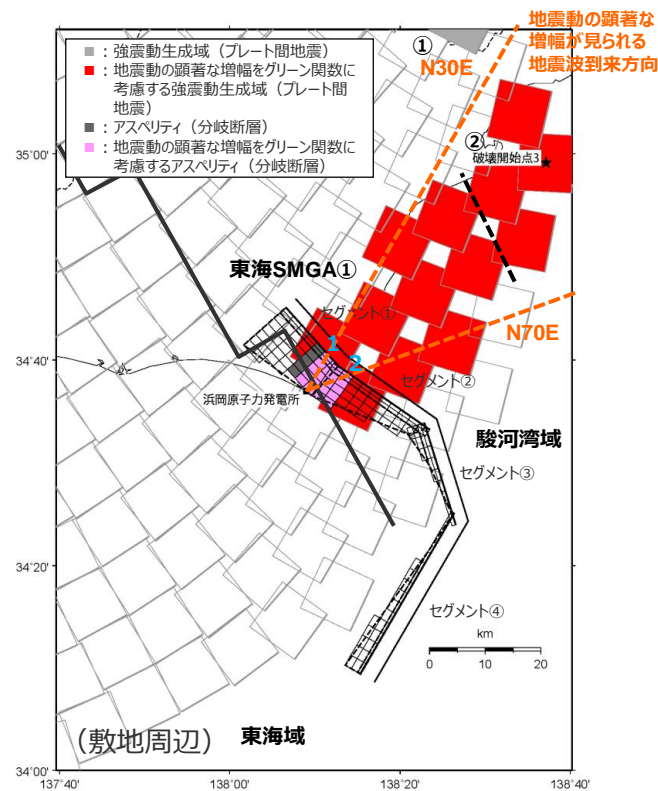 地震動の顕著な
増幅が見られる
地震波到来方向
■：強震動生成域（プレート間地震）
■：地震動の顕著な増幅をグリーン関数に
考慮する強震動生成域（プレート間
地震）
■：アスペリティ（分岐断層）
■：地震動の顕著な増幅をグリーン関数に
考慮するアスペリティ（分岐断層）
①
N30E
②
破壊開始点3
35°00'
東海SMGA①
セグメント①
N70E
1
2
34°40'
セグメント②
浜岡原子力発電所
駿河湾域
セグメント③
34°20'
セグメント④
km
0 10 20
（敷地周辺） 東海域
34°00'
137°40' 138°00' 138°20' 138°40'